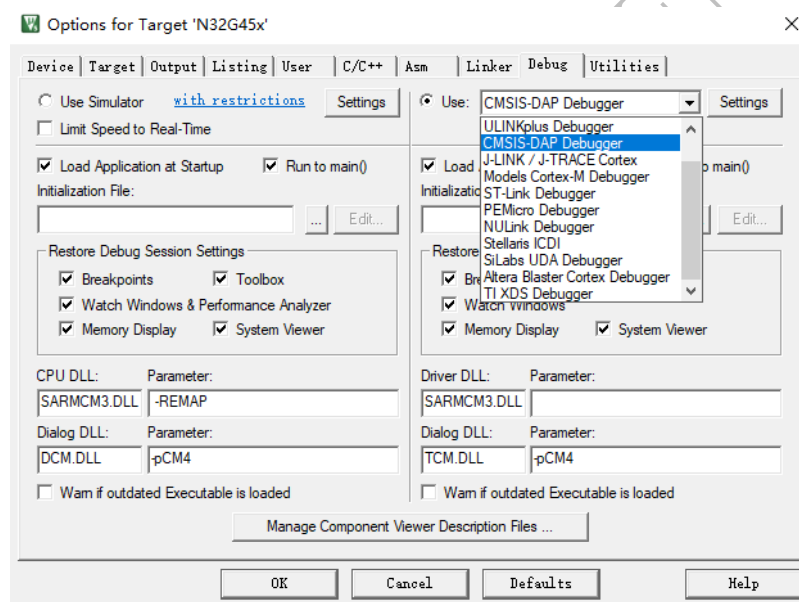 Options for Target 'N32G45x'
Device Target Output Listing User C/C++ Asm Linker Debug Utilities
Use Simulator with restrictions Settings
Limit Speed to Real-Time
Use: CMSIS-DAP Debugger Settings
ULINKplus Debugger
CMSIS-DAP Debugger
J-LINK / J-TRACE Cortex
Models Cortex-M Debugger
ST-Link Debugger
PEMicro Debugger
NULink Debugger
Stellaris ICDI
SiLabs UDA Debugger
Altera Blaster Cortex Debugger
TI XDS Debugger
Load Application at Startup Run to main()
Initialization File:
... Edit...
Restore Debug Session Settings
Breakpoints Toolbox
Watch Windows & Performance Analyzer
Memory Display System Viewer
Load o main()
Initializatio
Edit...
Restore
Bre
Watch Windows
Memory Display System Viewer
CPU DLL: Parameter:
SARMCM3.DLL -REMAP
Dialog DLL: Parameter:
DCM.DLL -pCM4
Warn if outdated Executable is loaded
Driver DLL: Parameter:
SARMCM3.DLL
Dialog DLL: Parameter:
TCM.DLL -pCM4
Warn if outdated Executable is loaded
Manage Component Viewer Description Files ...
OK Cancel Defaults Help